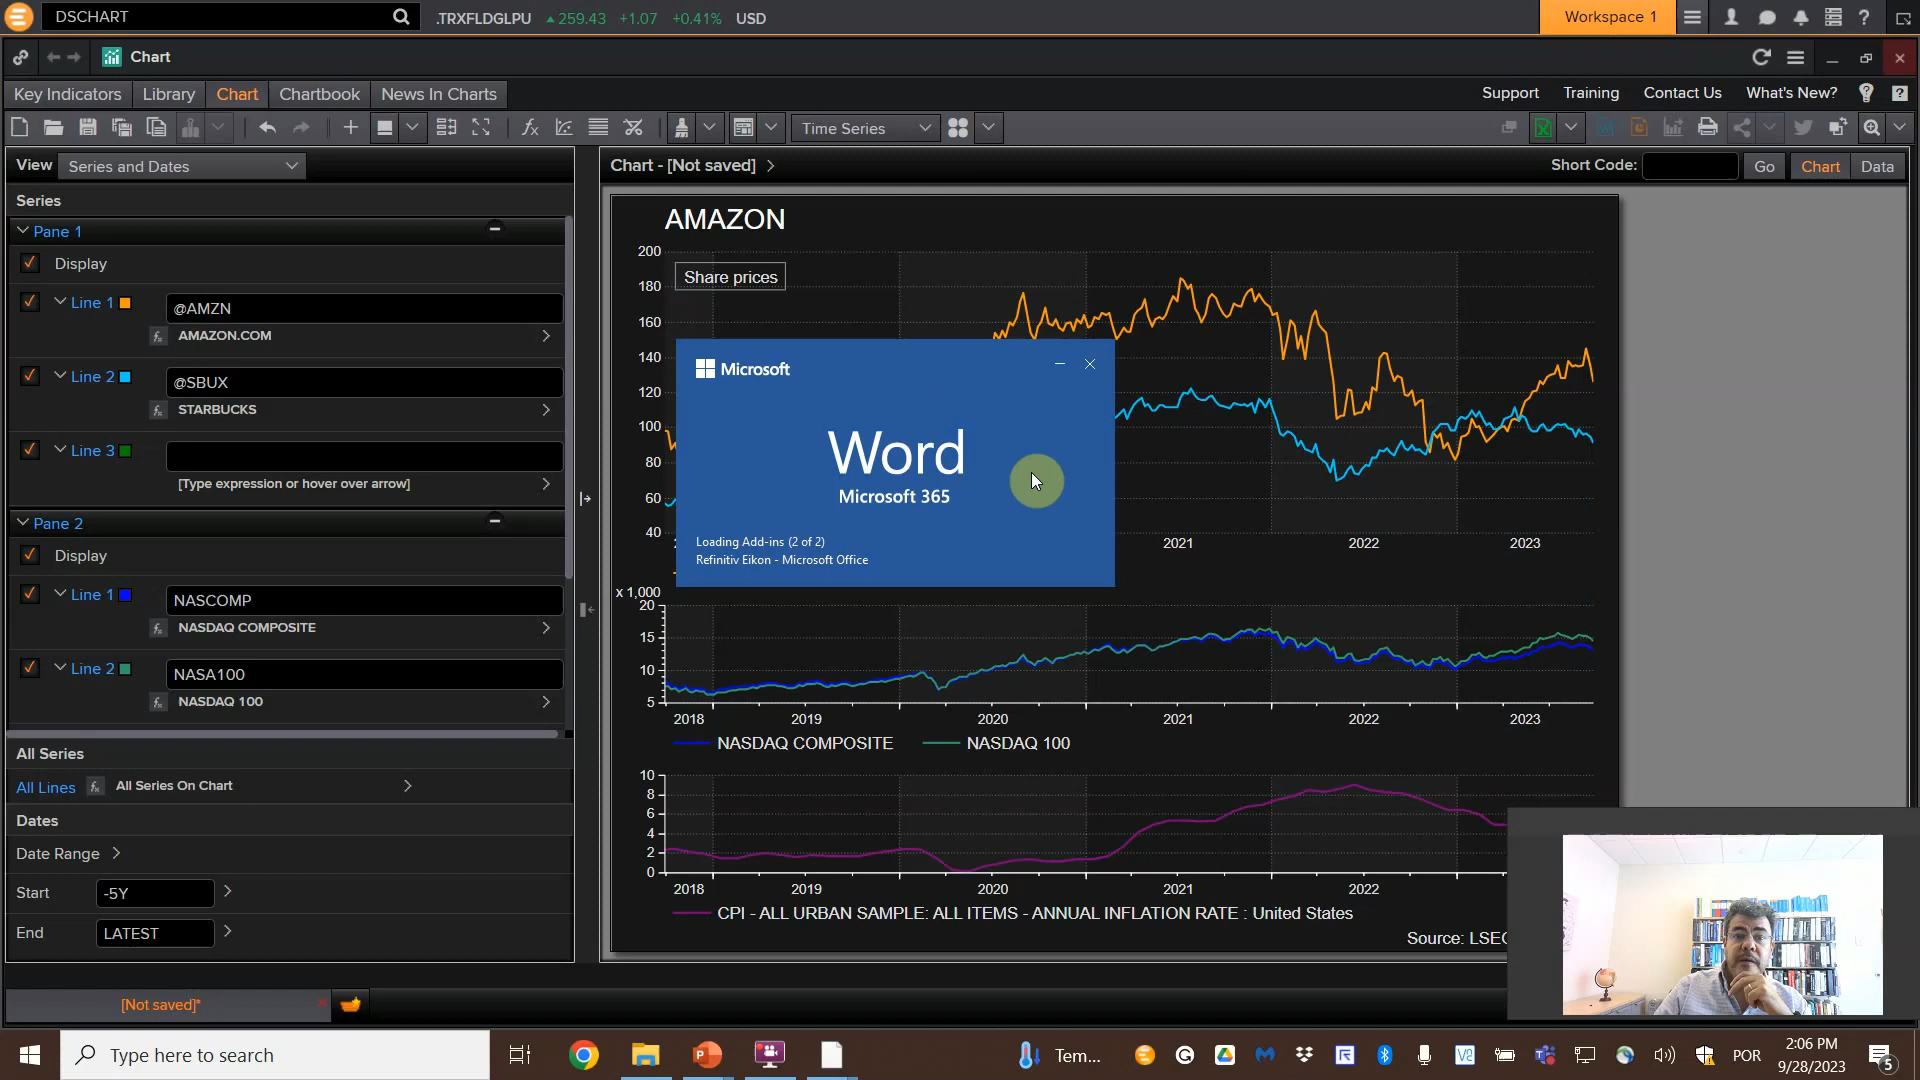 DSCHART
.TRXFLDGLPU 259.43 +1.07 +0.41% USD
Workspace 1
Chart
Key Indicators
Library
Chart
Chartbook
News In Charts
Support
Training
Contact Us
What's New?
Time Series
View
Series and Dates
Chart - [Not saved]
Short Code:
Go
Chart
Data
Series
Pane 1
Display
Line 1
@AMZN
AMAZON.COM
Line 2
@SBUX
STARBUCKS
Line 3
[Type expression or hover over arrow]
Pane 2
Display
Line 1
NASCOMP
NASDAQ COMPOSITE
Line 2
NASA100
NASDAQ 100
All Series
All Lines
All Series On Chart
Dates
Date Range
Start
-5Y
End
LATEST
[Not saved]*
AMAZON
Share prices
200
180
160
140
120
100
80
60
40
2021
2022
2023
Microsoft
Word
Microsoft 365
Loading Add-ins (2 of 2)
Refinitiv Eikon - Microsoft Office
x 1,000
20
15
10
5
2018
2019
2020
2021
2022
2023
NASDAQ COMPOSITE
NASDAQ 100
10
8
6
4
2
0
2018
2019
2020
2021
2022
CPI - ALL URBAN SAMPLE: ALL ITEMS - ANNUAL INFLATION RATE : United States
Source: LSEG
Type here to search
Tem...
POR
2:06 PM
9/28/2023
5